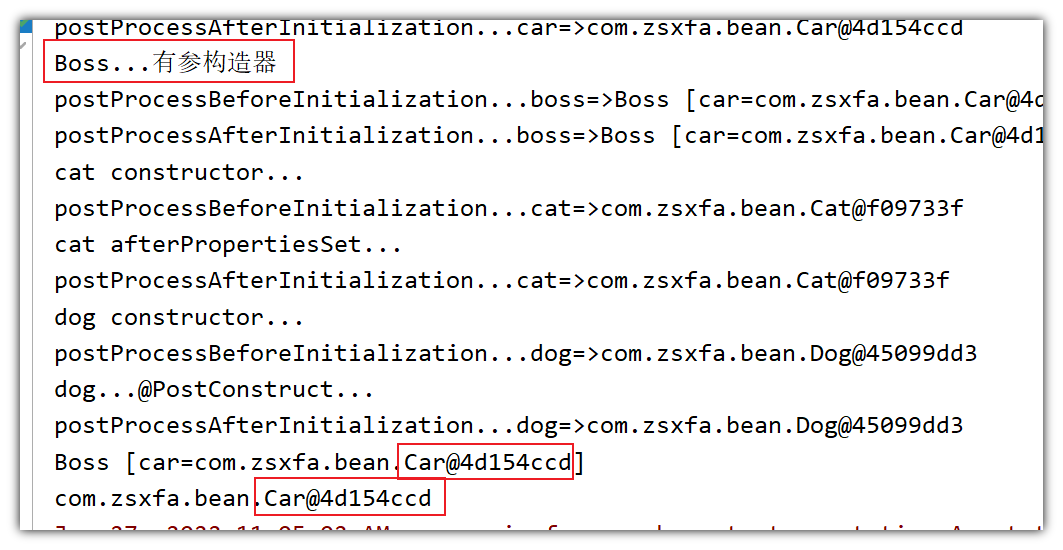 postProcessAfterInitialization...car=>com.zsxfa.bean.Car@4d154ccd
Boss...有参构造器
postProcessBeforeInitialization...boss=>Boss [car=com.zsxfa.bean.Car@4d
postProcessAfterInitialization...boss=>Boss [car=com.zsxfa.bean.Car@4d1
cat constructor...
postProcessBeforeInitialization...cat=>com.zsxfa.bean.Cat@f09733f
cat afterPropertiesSet...
postProcessAfterInitialization...cat=>com.zsxfa.bean.Cat@f09733f
dog constructor...
postProcessBeforeInitialization...dog=>com.zsxfa.bean.Dog@45099dd3
dog...@PostConstruct...
postProcessAfterInitialization...dog=>com.zsxfa.bean.Dog@45099dd3
Boss [car=com.zsxfa.bean.Car@4d154ccd]
com.zsxfa.bean.Car@4d154ccd